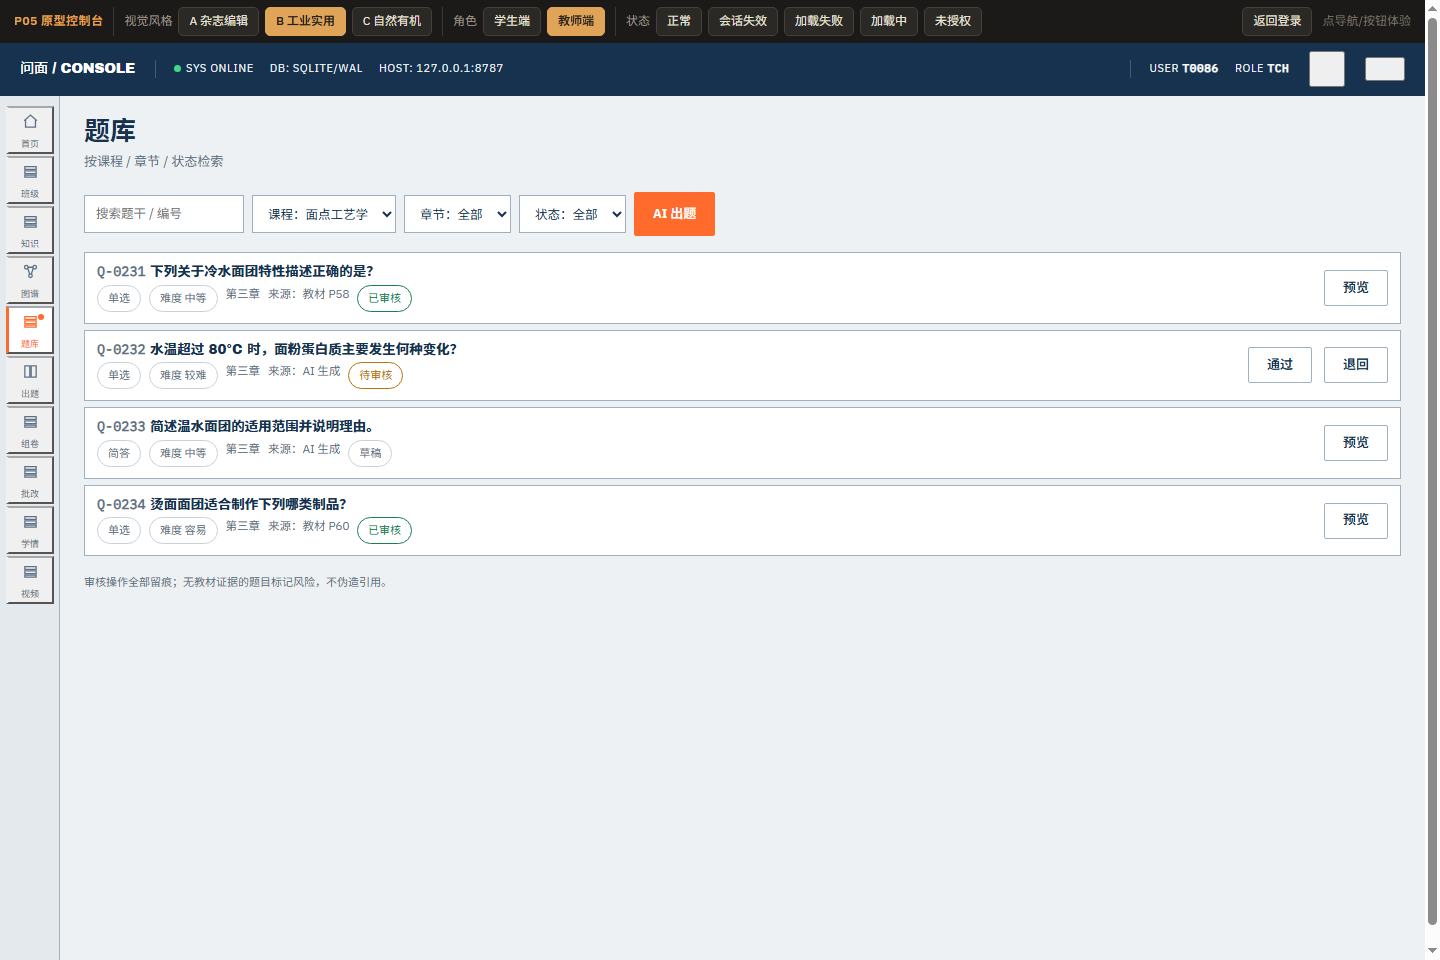 P05 原型控制台 视觉风格 A 杂志编辑 B 工业实用 C 自然有机 角色 学生端 教师端 状态 正常 会话失效 加载失败 加载中 未授权 返回登录 点导航/按钮体验
问面 / CONSOLE SYS ONLINE DB: SQLITE/WAL HOST: 127.0.0.1:8787 USER T0086 ROLE TCH
首页
班级
知识
图谱
题库
出题
组卷
批改
学情
视频
题库
按课程 / 章节 / 状态检索
搜索题干 / 编号 课程：面点工艺学 章节：全部 状态：全部 AI 出题
Q-0231 下列关于冷水面团特性描述正确的是？
单选 难度 中等 第三章 来源：教材 P58 已审核 预览
Q-0232 水温超过 80°C 时，面粉蛋白质主要发生何种变化？
单选 难度 较难 第三章 来源：AI 生成 待审核 通过 退回
Q-0233 简述温水面团的适用范围并说明理由。
简答 难度 中等 第三章 来源：AI 生成 草稿 预览
Q-0234 烫面面团适合制作下列哪类制品？
单选 难度 容易 第三章 来源：教材 P60 已审核 预览
审核操作全部留痕；无教材证据的题目标记风险，不伪造引用。